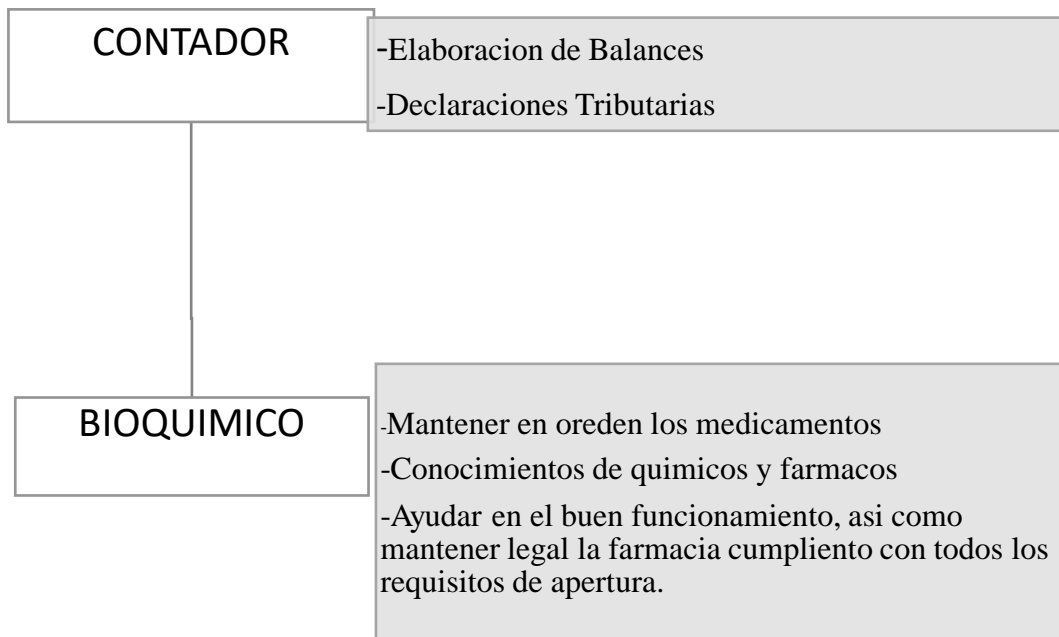 CONTADOR
-Elaboracion de Balances
-Declaraciones Tributarias
BIOQUIMICO
-Mantener en oreden los medicamentos
-Conocimientos de quimicos y farmacos
-Ayudar en el buen funcionamiento, asi como
mantener legal la farmacia cumpliento con todos los
requisitos de apertura.